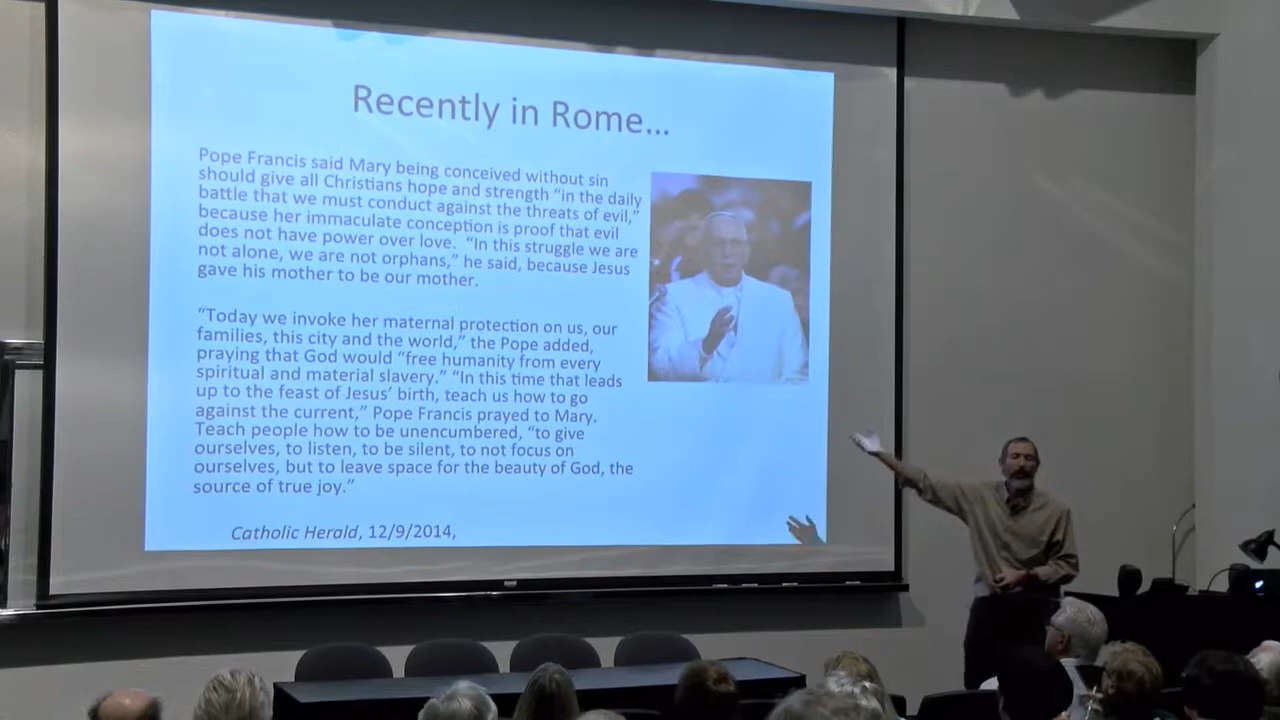 Recently in Rome...
Pope Francis said Mary being conceived without sin
should give all Christians hope and strength “in the daily
battle that we must conduct against the threats of evil,”
because her immaculate conception is proof that evil
does not have power over love. “In this struggle we are
not alone, we are not orphans,” he said, because Jesus
gave his mother to be our mother.
“Today we invoke her maternal protection on us, our
families, this city and the world,” the Pope added,
praying that God would “free humanity from every
spiritual and material slavery.” “In this time that leads
up to the feast of Jesus’ birth, teach us how to go
against the current,” Pope Francis prayed to Mary.
Teach people how to be unencumbered, “to give
ourselves, to listen, to be silent, to not focus on
ourselves, but to leave space for the beauty of God, the
source of true joy.”
Catholic Herald, 12/9/2014,